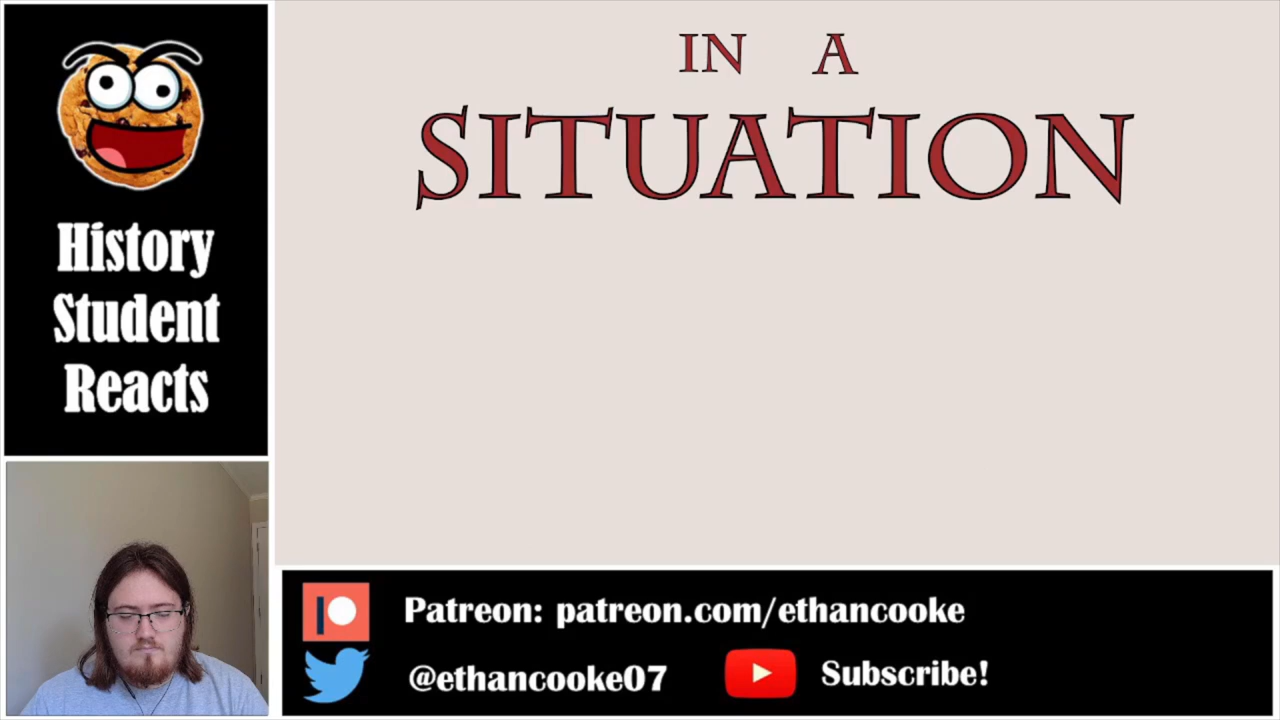 History
Student
Reacts
IN A
SITUATION
Patreon: patreon.com/ethancooke
@ethancooke07
Subscribe!